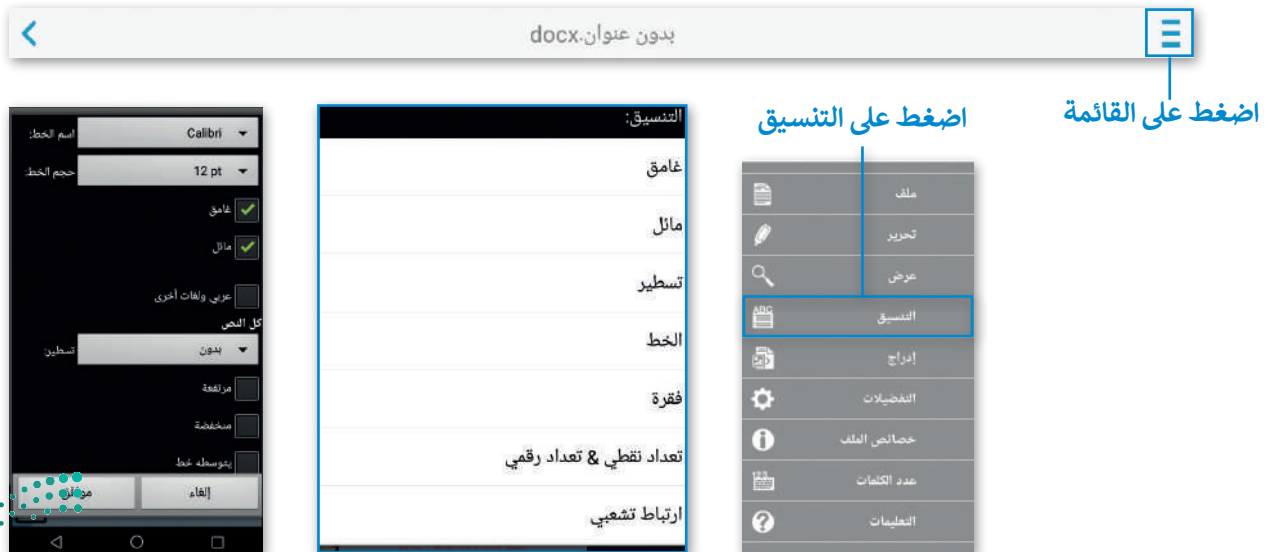 بدون عنوان.docx
اضغط على القائمة
اضغط على التنسيق
ملف
تحرير
عرض
التنسيق
إدراج
التفضيلات
خصائص الملف
عدد الكلمات
التعليمات
التنسيق:
غامق
مائل
تسطير
الخط
فقرة
تعداد نقطي & تعداد رقمي
ارتباط تشعبي
اسم الخط: Calibri
حجم الخط: 12 pt
غامق
مائل
عربي ولغات أخرى
كل النص
تسطير: بدون
مرتفعة
منخفضة
يتوسطه خط
إلغاء
موافق